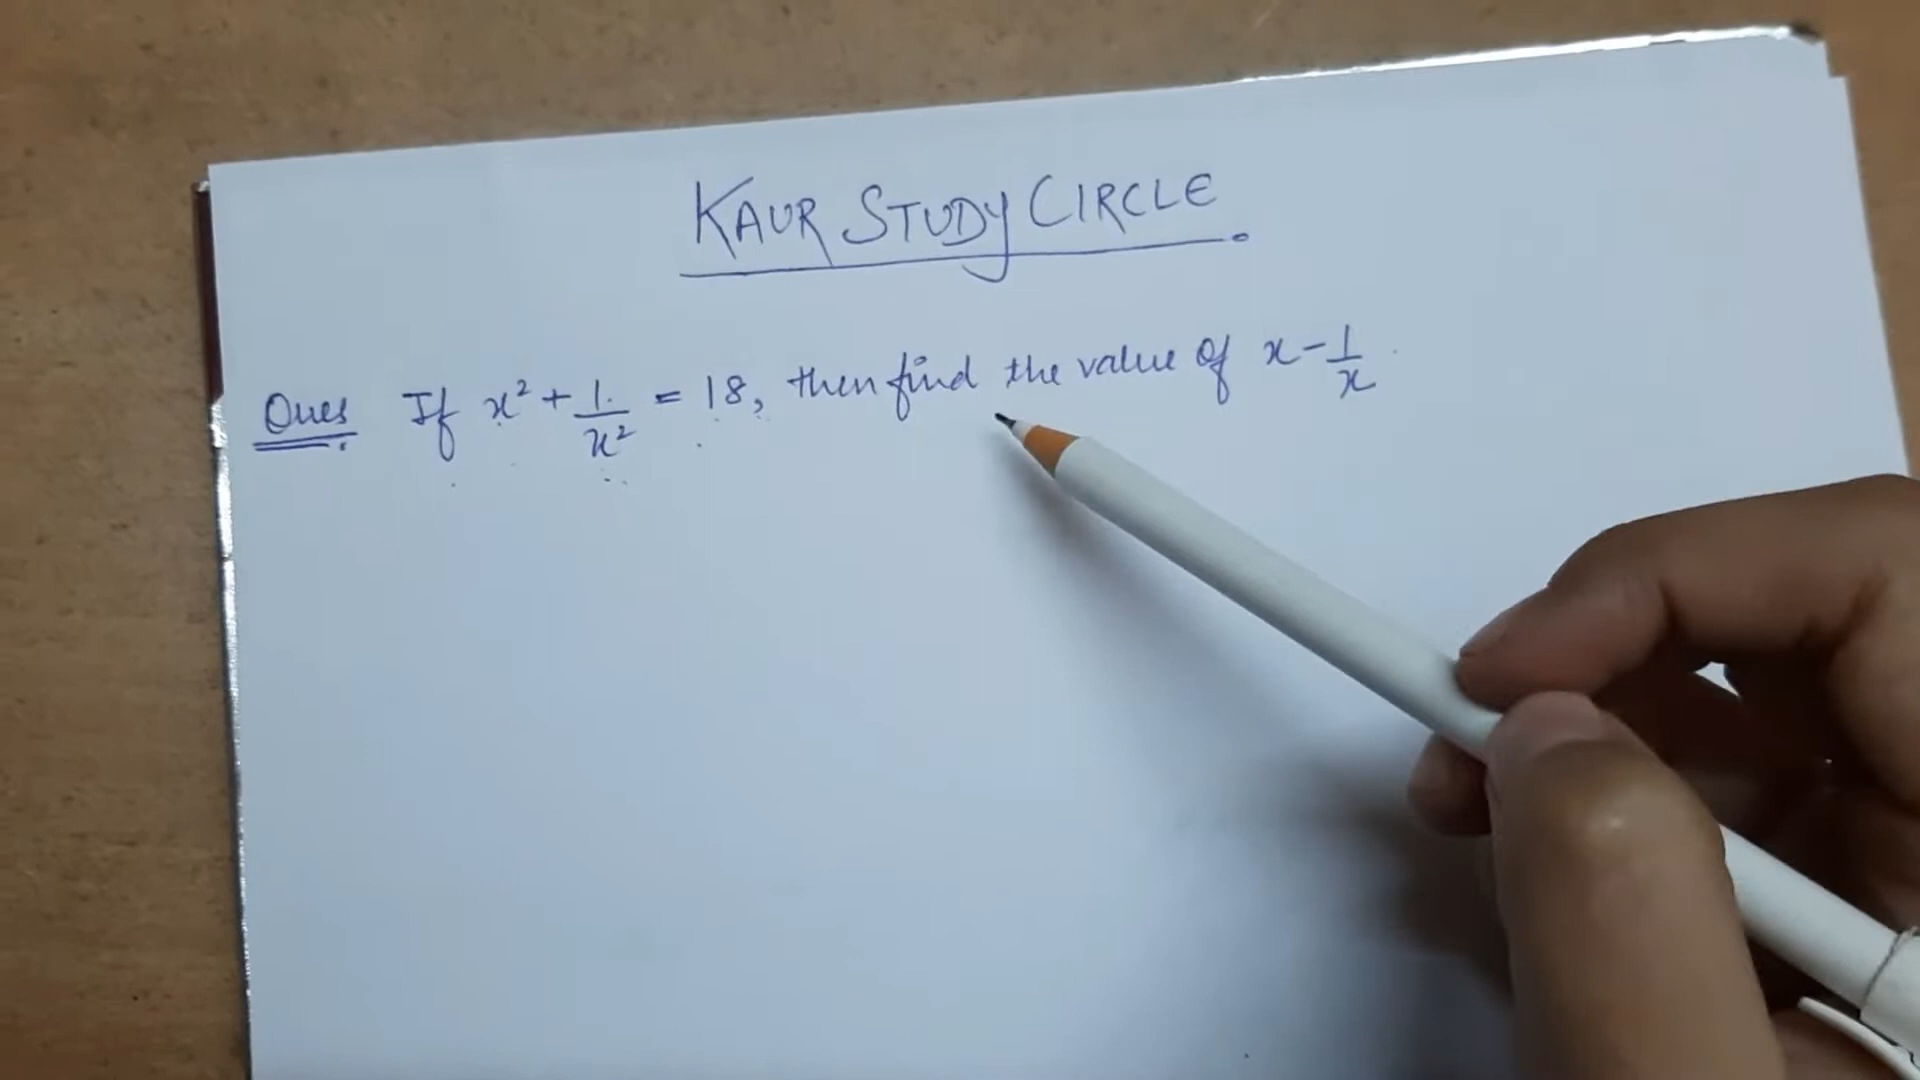 KAUR STUDY CIRCLE.
Ques. If x² + 1/x² = 18, then find the value of x - 1/x